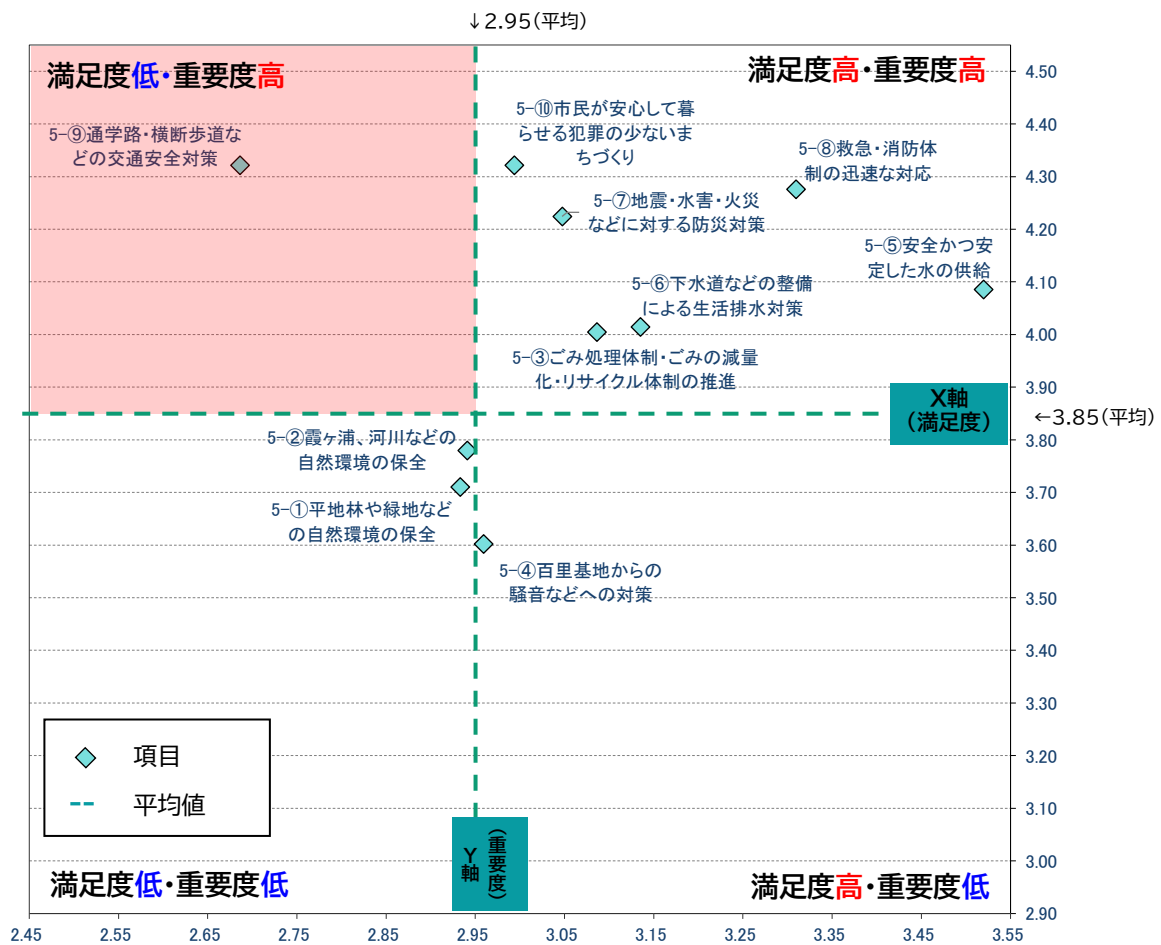 ↓2.95(平均)
満足度低・重要度高
満足度高・重要度高
5-⑨通学路・横断歩道な
どの交通安全対策
5-⑩市民が安心して暮
らせる犯罪の少ないま
ちづくり
5-⑧救急・消防体
制の迅速な対応
5-⑦地震・水害・火災
などに対する防災対策
5-⑤安全かつ安
定した水の供給
5-⑥下水道などの整備
による生活排水対策
5-③ごみ処理体制・ごみの減量
化・リサイクル体制の推進
X軸
(満足度)
←3.85(平均)
5-②霞ヶ浦、河川などの
自然環境の保全
5-①平地林や緑地など
の自然環境の保全
5-④百里基地からの
騒音などへの対策
項目
平均値
Y軸
(重要度)
満足度低・重要度低
満足度高・重要度低
4.50
4.40
4.30
4.20
4.10
4.00
3.90
3.80
3.70
3.60
3.50
3.40
3.30
3.20
3.10
3.00
2.90
2.45
2.55
2.65
2.75
2.85
2.95
3.05
3.15
3.25
3.35
3.45
3.55